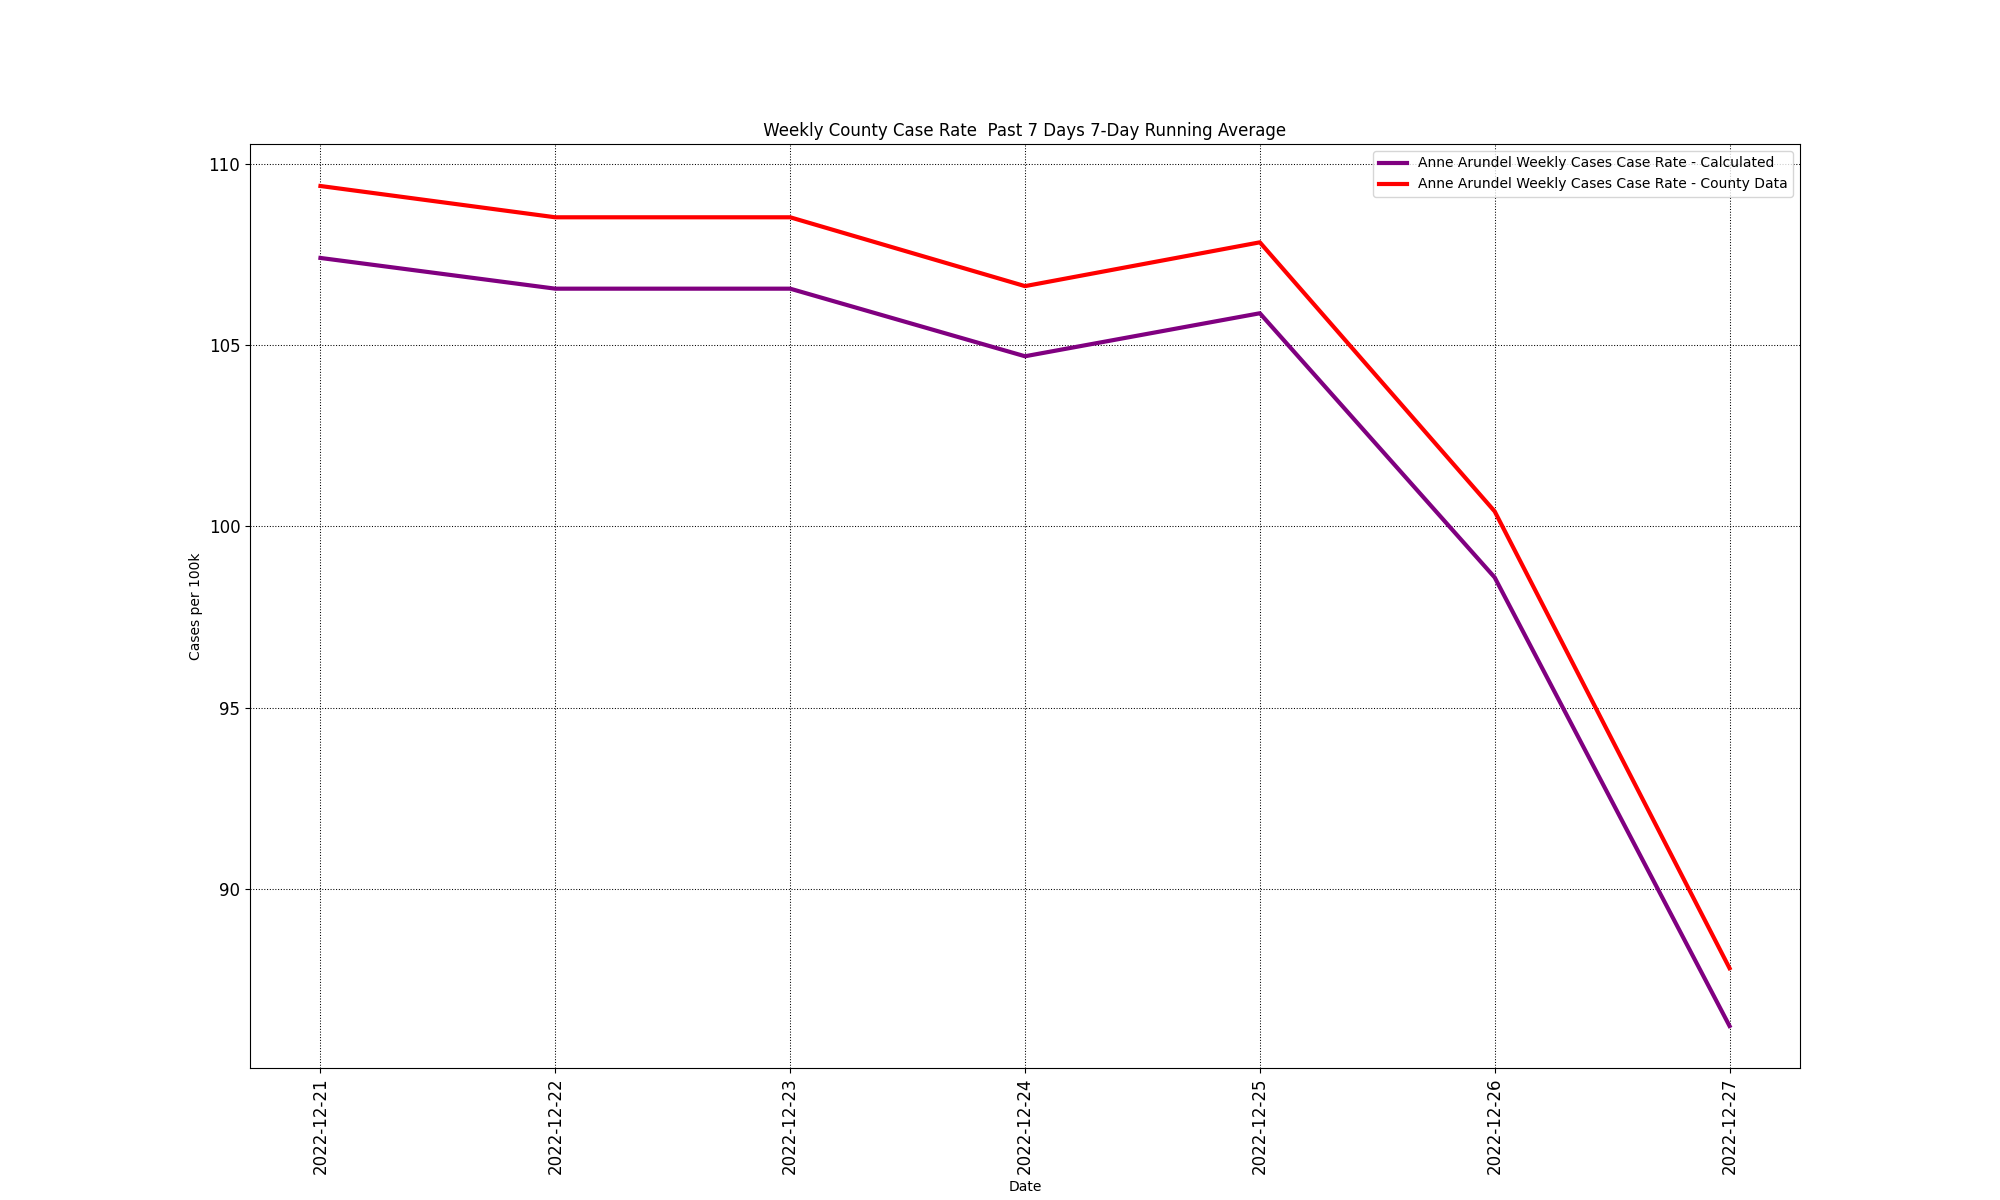 Weekly County Case Rate  Past 7 Days 7-Day Running Average
Anne Arundel Weekly Cases Case Rate - Calculated
Anne Arundel Weekly Cases Case Rate - County Data
Cases per 100k
110
105
100
95
90
2022-12-21
2022-12-22
2022-12-23
2022-12-24
2022-12-25
2022-12-26
2022-12-27
Date